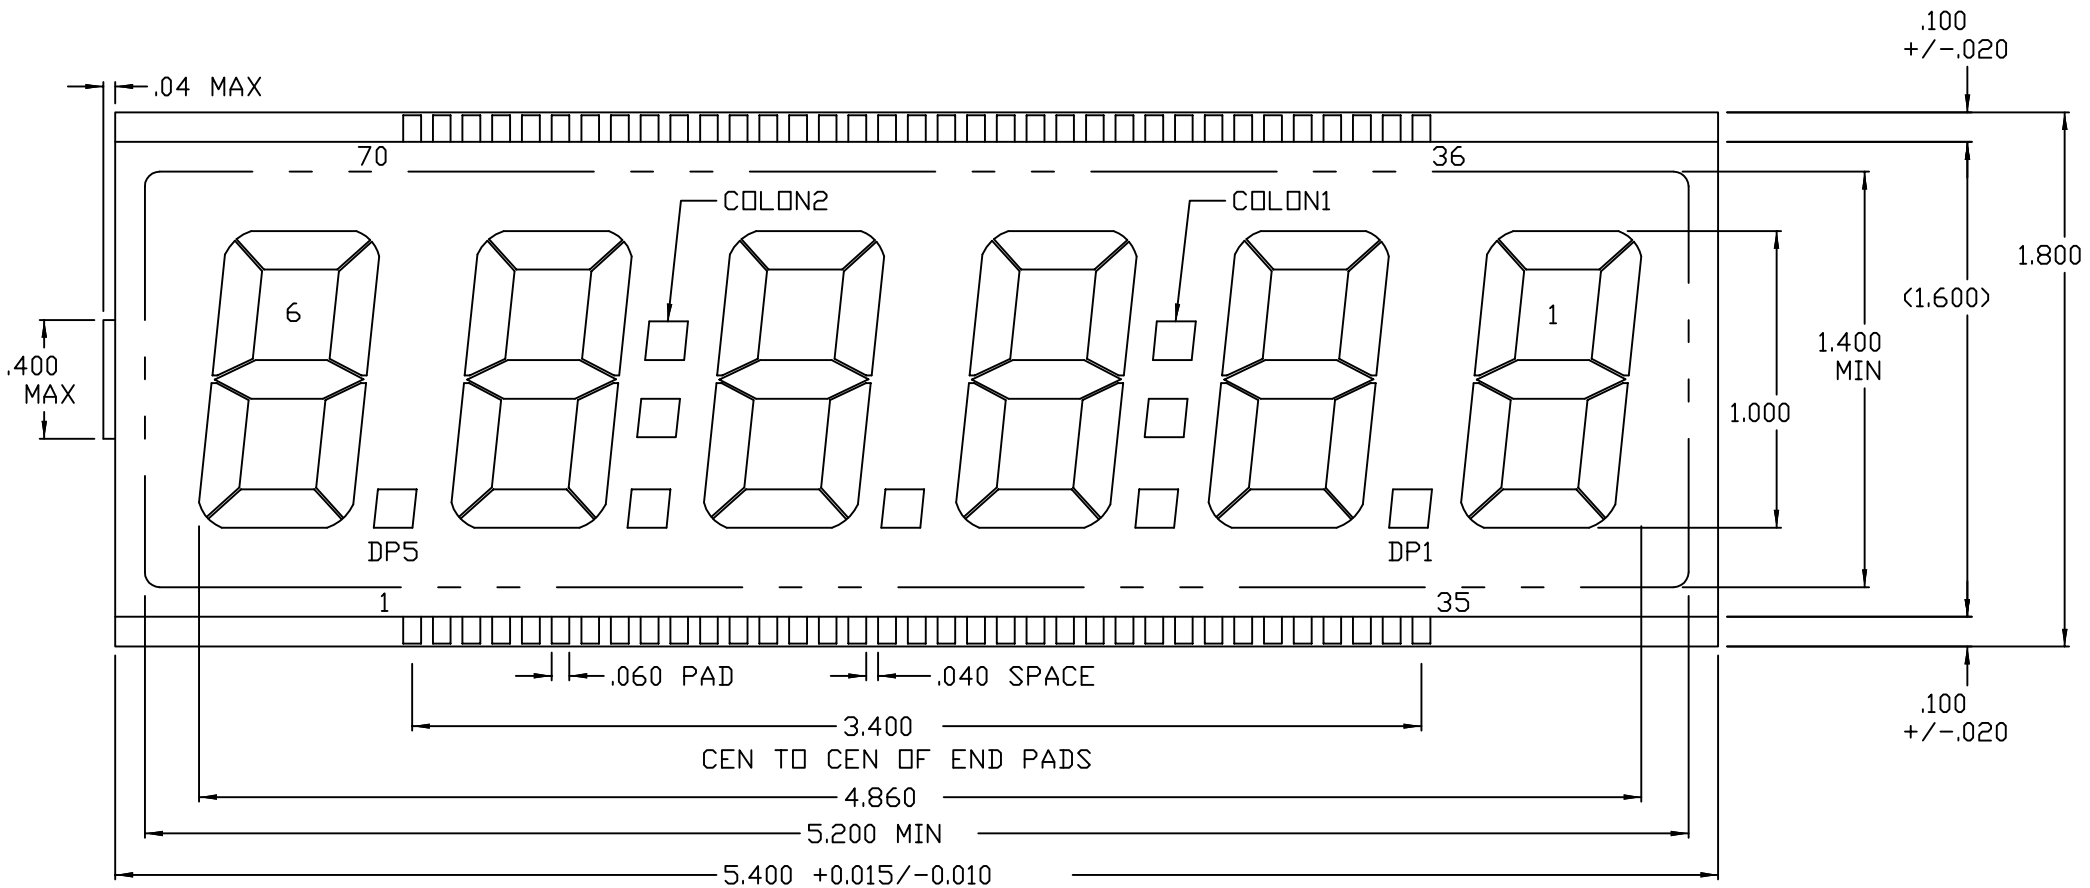 .100
+/-.020
.04 MAX
70
36
COLON2
COLON1
1.800
6
1
(1.600)
1.400
MIN
.400
MAX
1.000
DP5
DP1
1
35
.060 PAD
.040 SPACE
.100
+/-.020
3.400
CEN TO CEN OF END PADS
4.860
5.200 MIN
5.400 +0.015/-0.010